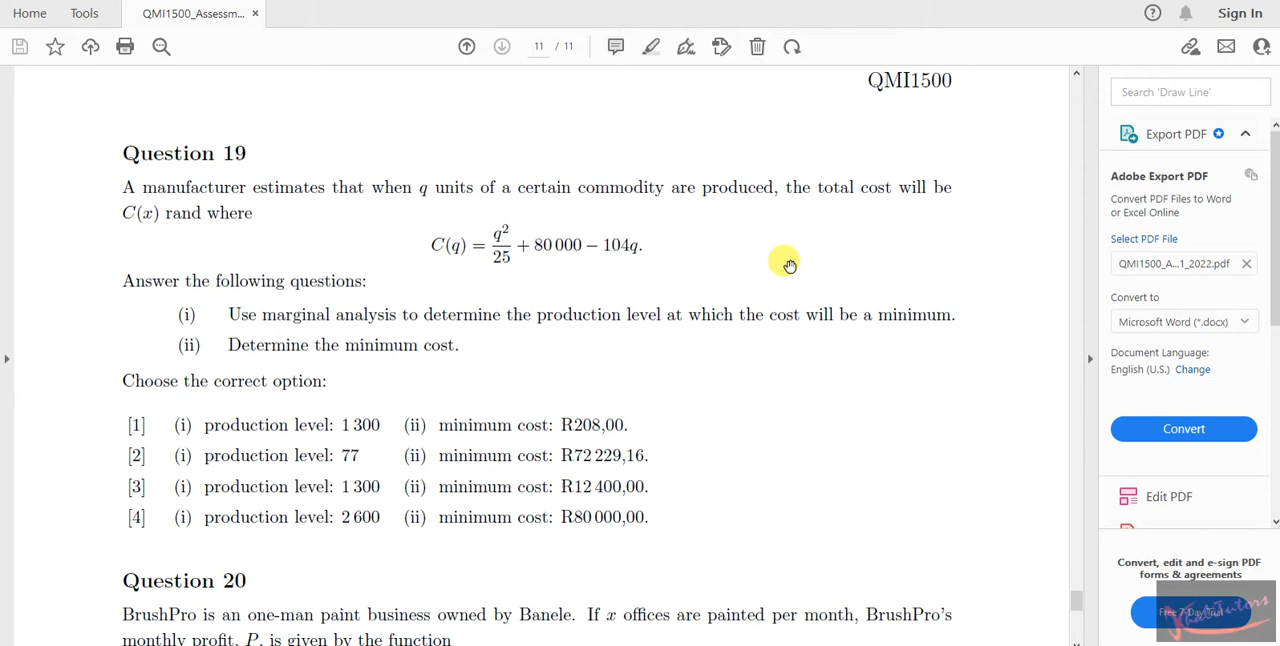 Home Tools QMI1500_Assessm... × Sign In
11 / 11
QMI1500
Question 19
A manufacturer estimates that when q units of a certain commodity are produced, the total cost will be
C(x) rand where
C(q) = q²/25 + 80 000 − 104q.
Answer the following questions:
(i) Use marginal analysis to determine the production level at which the cost will be a minimum.
(ii) Determine the minimum cost.
Choose the correct option:
[1] (i) production level: 1 300 (ii) minimum cost: R208,00.
[2] (i) production level: 77 (ii) minimum cost: R72 229,16.
[3] (i) production level: 1 300 (ii) minimum cost: R12 400,00.
[4] (i) production level: 2 600 (ii) minimum cost: R80 000,00.
Question 20
BrushPro is an one-man paint business owned by Banele. If x offices are painted per month, BrushPro's
monthly profit, P, is given by the function
Search 'Draw Line'
Export PDF
Adobe Export PDF
Convert PDF Files to Word
or Excel Online
Select PDF File
QMI1500_A...1_2022.pdf ×
Convert to
Microsoft Word (*.docx)
Document Language:
English (U.S.) Change
Convert
Edit PDF
Convert, edit and e-sign PDF
forms & agreements
Free 7-Day Trial